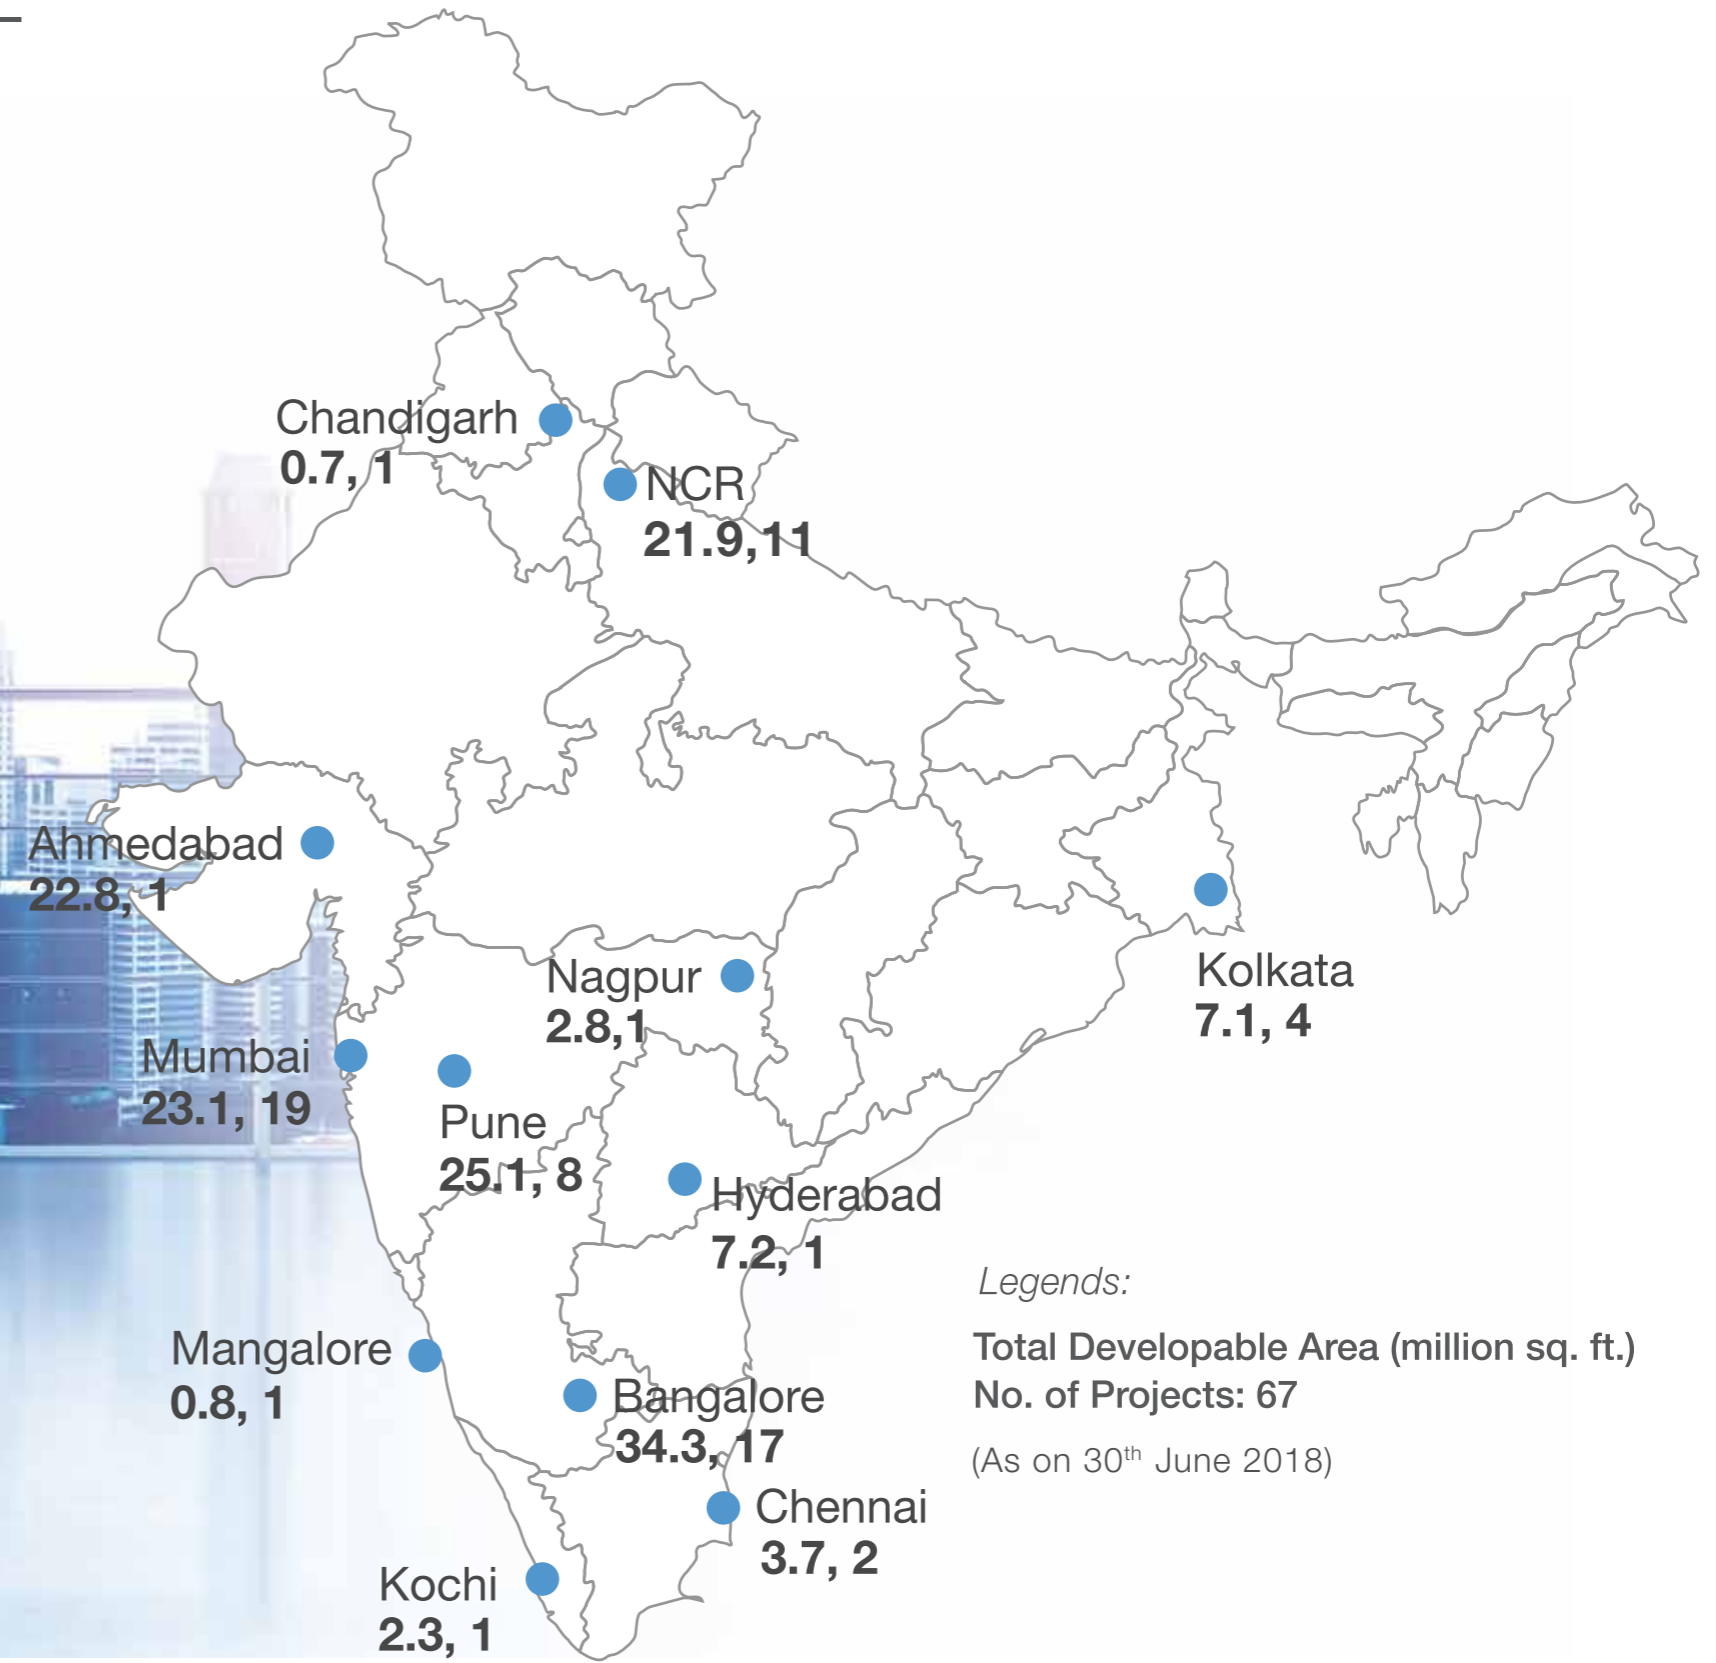 Chandigarh
0.7, 1
NCR
21.9,11
Ahmedabad
22.8, 1
Nagpur
2.8,1
Kolkata
7.1, 4
Mumbai
23.1, 19
Pune
25.1, 8
Hyderabad
7.2, 1
Legends:
Total Developable Area (million sq. ft.)
No. of Projects: 67
(As on 30th June 2018)
Mangalore
0.8, 1
Bangalore
34.3, 17
Chennai
3.7, 2
Kochi
2.3, 1